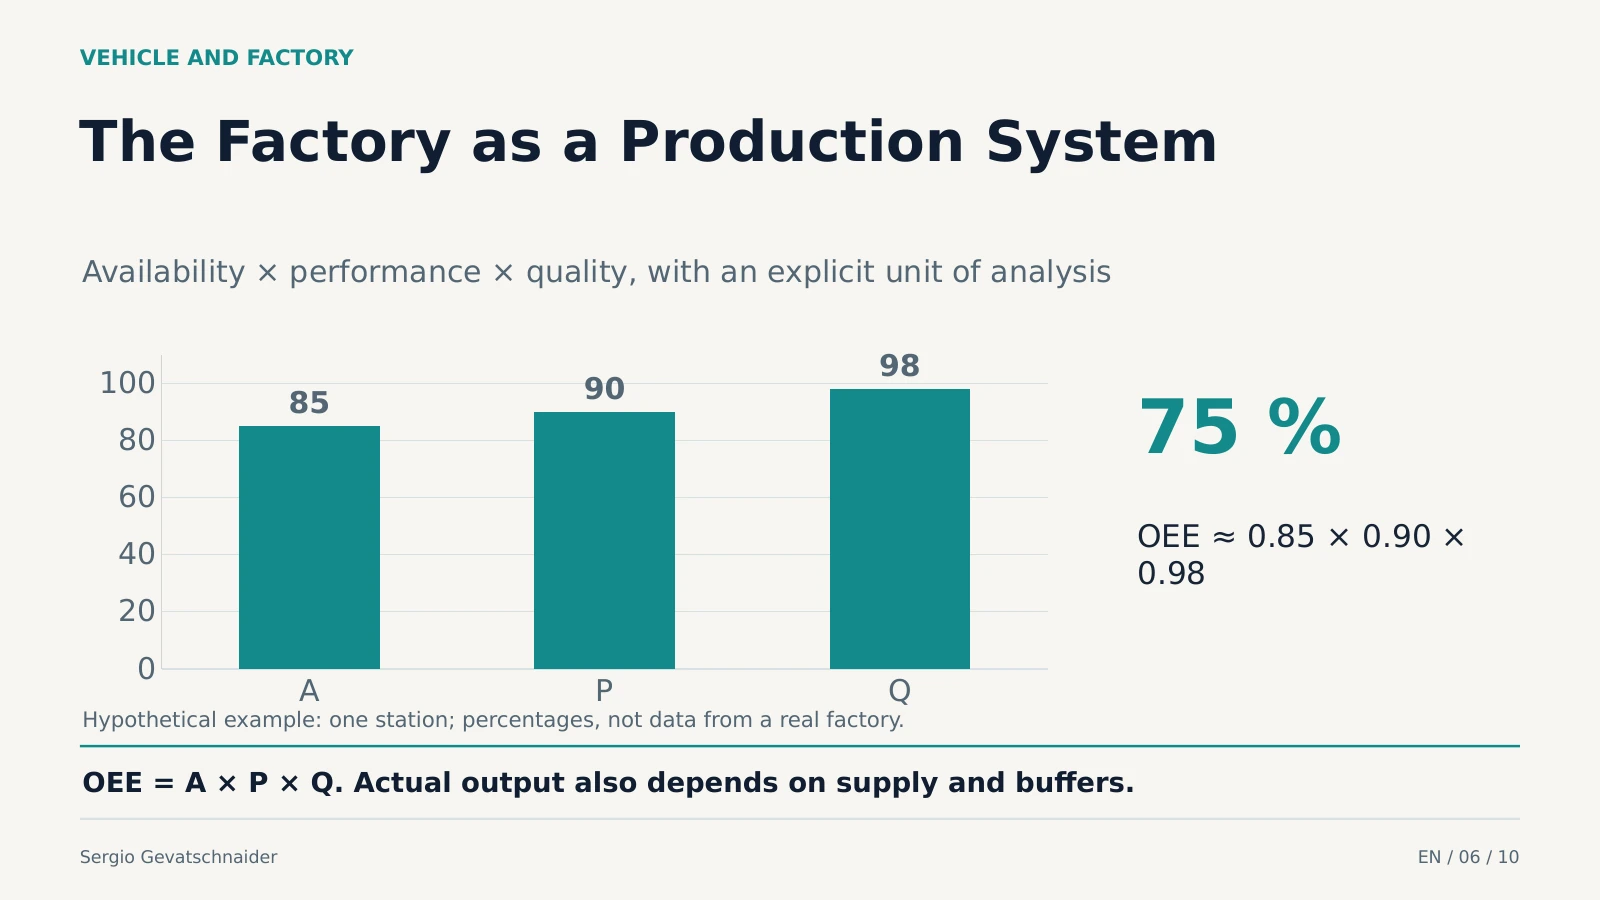 VEHICLE AND FACTORY
The Factory as a Production System
Availability × performance × quality, with an explicit unit of analysis
100
80
60
40
20
0
85
90
98
A
P
Q
75 %
OEE ≈ 0.85 × 0.90 ×
0.98
Hypothetical example: one station; percentages, not data from a real factory.
OEE = A × P × Q. Actual output also depends on supply and buffers.
Sergio Gevatschnaider
EN / 06 / 10